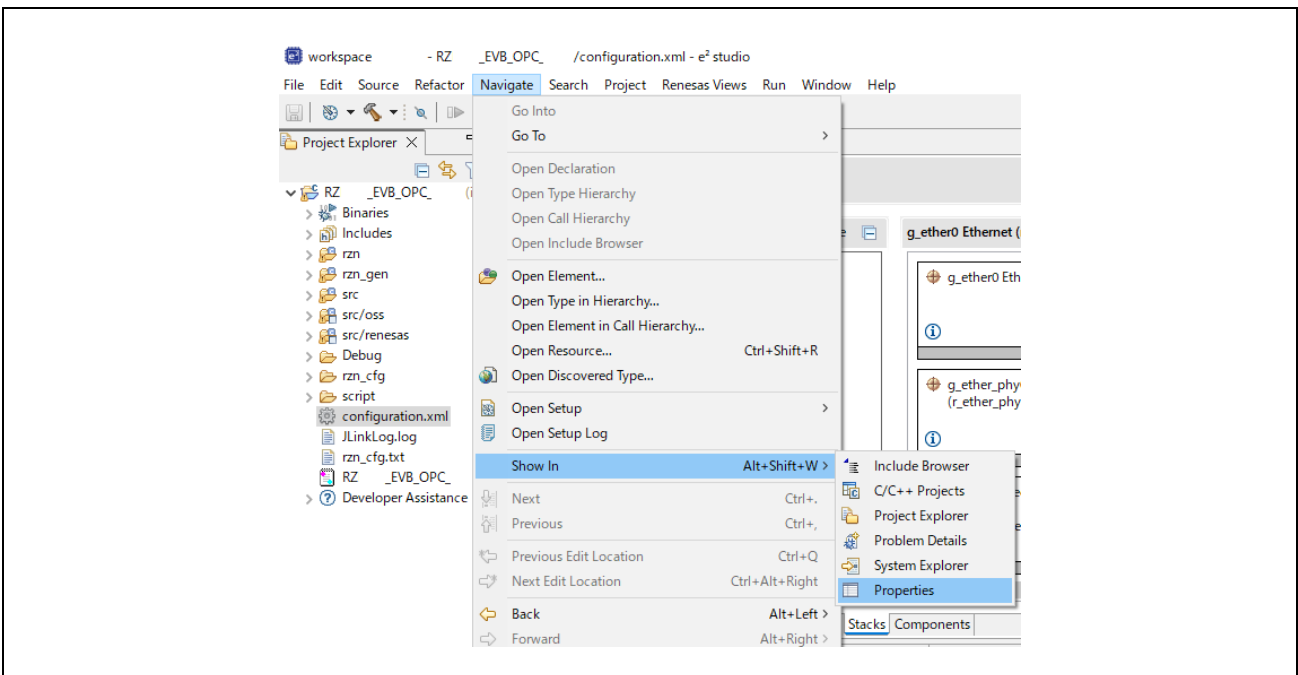 workspace - RZ _EVB_OPC_ /configuration.xml - e² studio
File Edit Source Refactor Navigate Search Project Renesas Views Run Window Help
Project Explorer
RZ _EVB_OPC_
Binaries
Includes
rzn
rzn_gen
src
src/oss
src/renesas
Debug
rzn_cfg
script
configuration.xml
JLinkLog.log
rzn_cfg.txt
RZ _EVB_OPC_
Developer Assistance
Go Into
Go To
Open Declaration
Open Type Hierarchy
Open Call Hierarchy
Open Include Browser
Open Element...
Open Type in Hierarchy...
Open Element in Call Hierarchy...
Open Resource... Ctrl+Shift+R
Open Discovered Type...
Open Setup
Open Setup Log
Show In Alt+Shift+W
Next Ctrl+.
Previous Ctrl+,
Previous Edit Location Ctrl+Q
Next Edit Location Ctrl+Alt+Right
Back Alt+Left
Forward Alt+Right
Include Browser
C/C++ Projects
Project Explorer
Problem Details
System Explorer
Properties
g_ether0 Ethernet (
g_ether0 Eth
g_ether_phy
(r_ether_phy
Stacks Components